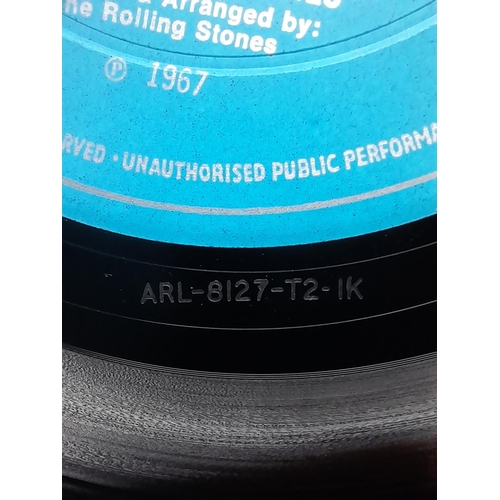 & Arranged by:
he Rolling Stones
Ⓟ 1967
RVED · UNAUTHORISED PUBLIC PERFORMA
ARL-8127-T2-1K